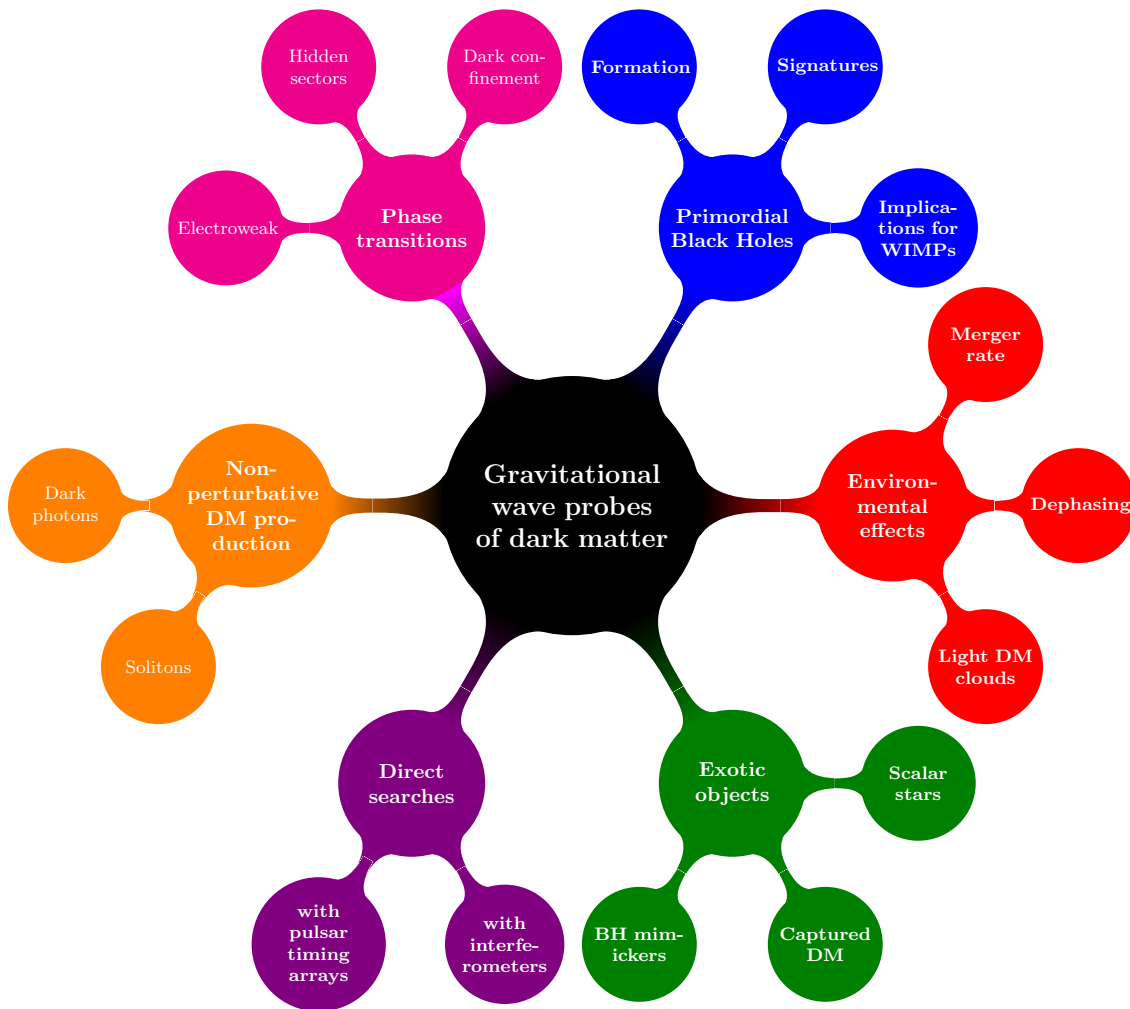 Hidden
sectors
Dark con-
finement
Formation
Signatures
Electroweak
Phase
transitions
Primordial
Black Holes
Implica-
tions for
WIMPs
Merger
rate
Dark
photons
Non-
perturbative
DM pro-
duction
Gravitational
wave probes
of dark matter
Environ-
mental
effects
Dephasing
Solitons
Light DM
clouds
Direct
searches
Exotic
objects
Scalar
stars
with
pulsar
timing
arrays
with
interfe-
rometers
BH mim-
ickers
Captured
DM